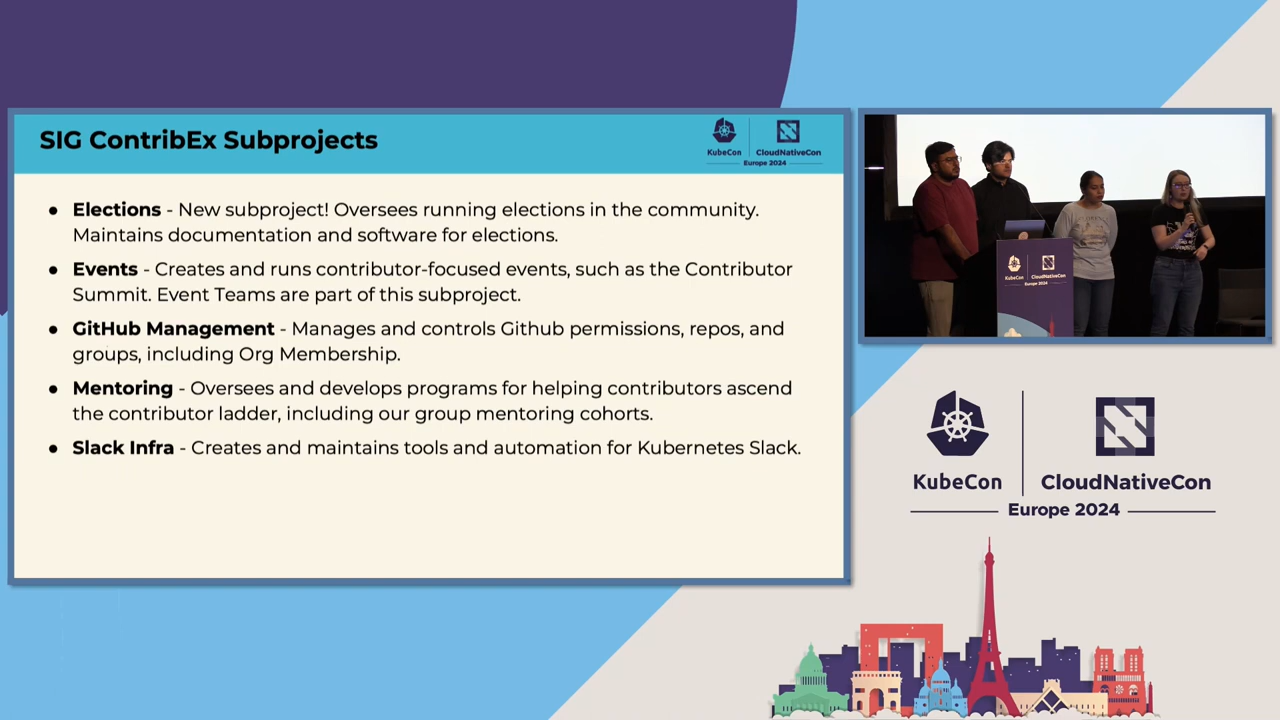 SIG ContribEx Subprojects
KubeCon
CloudNativeCon
Europe 2024
● Elections - New subproject! Oversees running elections in the community.
Maintains documentation and software for elections.
● Events - Creates and runs contributor-focused events, such as the Contributor
Summit. Event Teams are part of this subproject.
● GitHub Management - Manages and controls Github permissions, repos, and
groups, including Org Membership.
● Mentoring - Oversees and develops programs for helping contributors ascend
the contributor ladder, including our group mentoring cohorts.
● Slack Infra - Creates and maintains tools and automation for Kubernetes Slack.
KubeCon
CloudNativeCon
Europe 2024
KubeCon
CloudNativeCon
Europe 2024